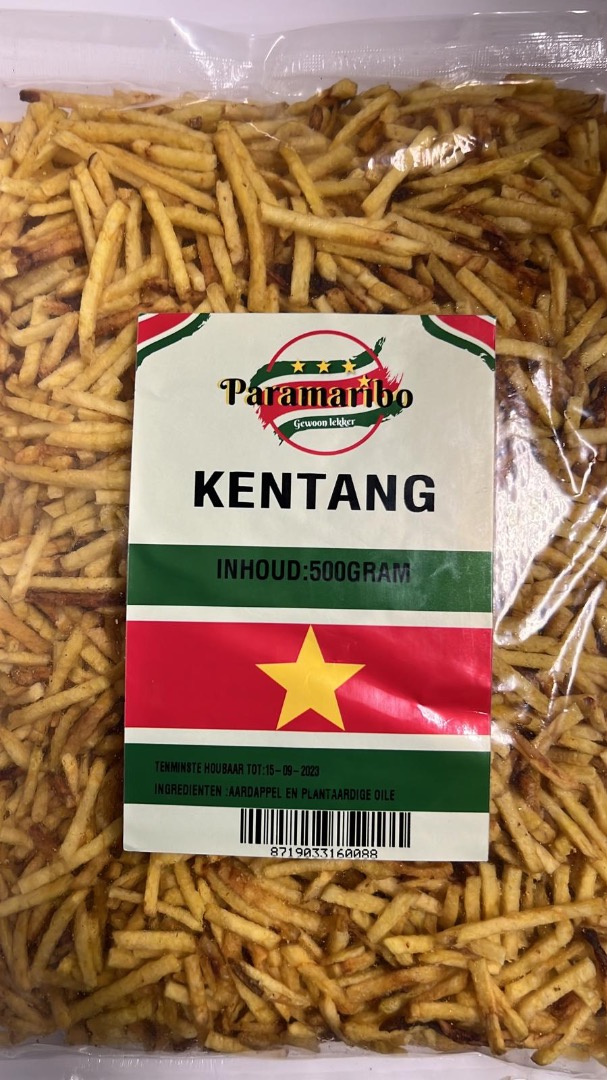 Paramaribo
Gewoon lekker
KENTANG
INHOUD:500GRAM
TENMINSTE HOUBAAR TOT:15-09-2023
INGREDIENTEN :AARDAPPEL EN PLANTAARDIGE OILE
8719033160088